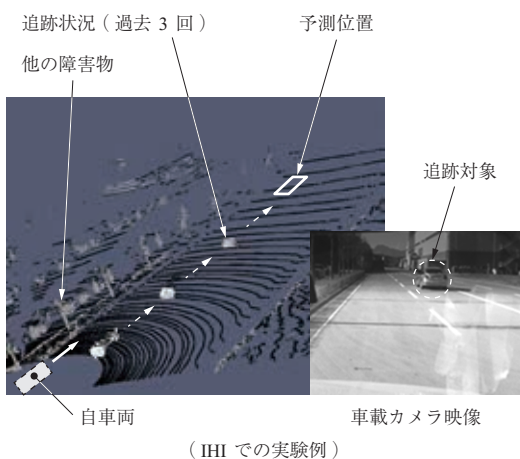 追跡状況 ( 過去 3 回 )
予測位置
他の障害物
追跡対象
自車両
車載カメラ映像
( IHI での実験例 )